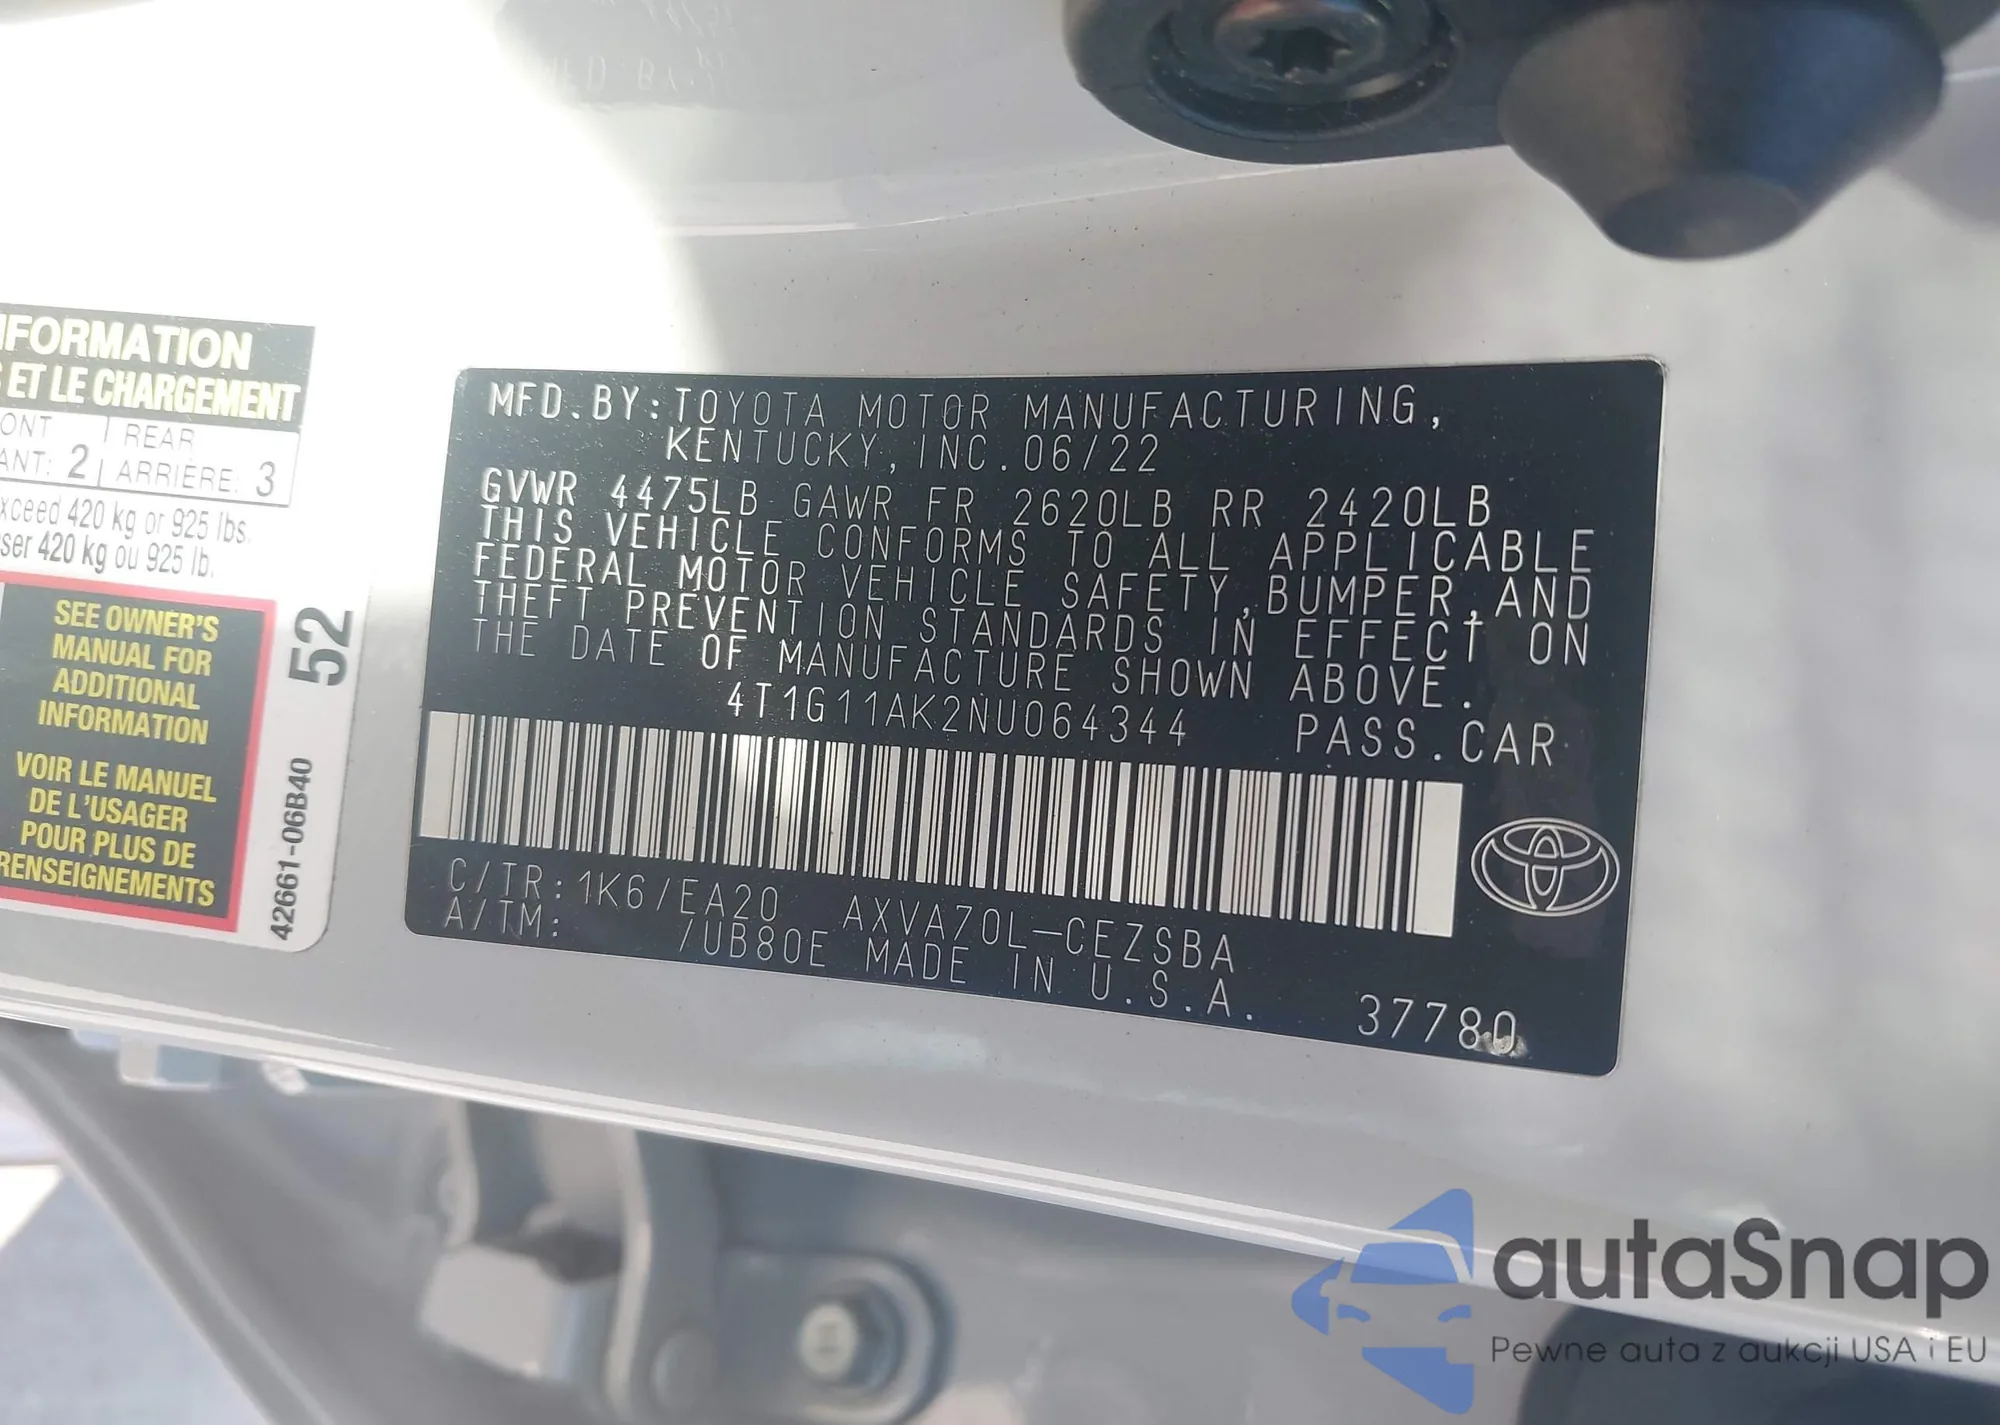 NFORMATION
ET LE CHARGEMENT
ONT REAR
ANT: 2 ARRIÈRE: 3
xceed 420 kg or 925 lbs.
ser 420 kg ou 925 lb.
SEE OWNER'S
MANUAL FOR
ADDITIONAL
INFORMATION
VOIR LE MANUEL
DE L'USAGER
POUR PLUS DE
RENSEIGNEMENTS
52
42661-06B40
MFD.BY:TOYOTA MOTOR MANUFACTURING,
KENTUCKY,INC.06/22
GVWR 4475LB GAWR FR 2620LB RR 2420LB
THIS VEHICLE CONFORMS TO ALL APPLICABLE
FEDERAL MOTOR VEHICLE SAFETY,BUMPER,AND
THEFT PREVENTION STANDARDS IN EFFECT ON
THE DATE OF MANUFACTURE SHOWN ABOVE.
4T1G11AK2NU064344 PASS.CAR
C/TR:1K6/EA20 AXVA70L-CEZSBA
A/TM: /UB80E MADE IN U.S.A.
37780
autaSnap
Pewne auta z aukcji USA i EU